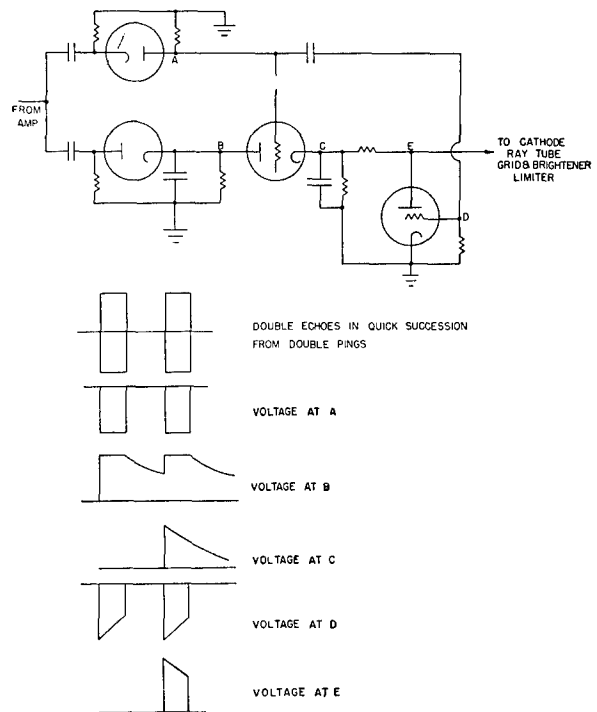 A
FROM
AMP
B
C
E
TO CATHODE
RAY TUBE
GRID & BRIGHTENER
LIMITER
D
DOUBLE ECHOES IN QUICK SUCCESSION
FROM DOUBLE PINGS
VOLTAGE AT A
VOLTAGE AT B
VOLTAGE AT C
VOLTAGE AT D
VOLTAGE AT E